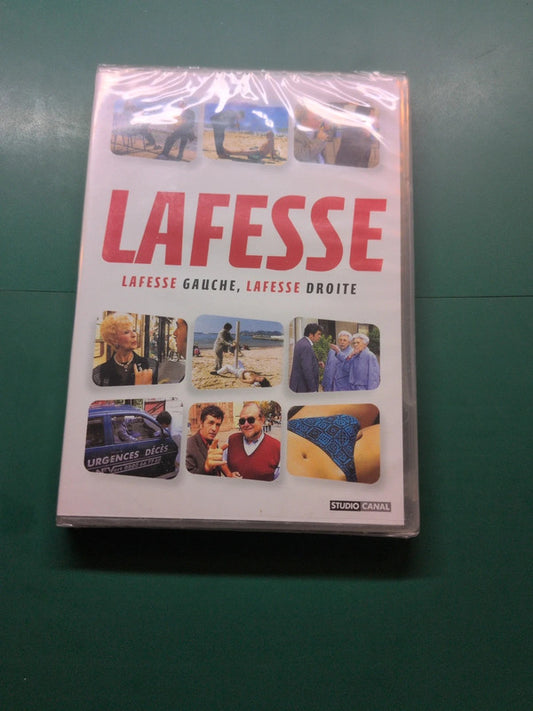 LAFESSE
LAFESSE GAUCHE, LAFESSE DROITE
URGENCES DÉCÈS
STUDIO CANAL